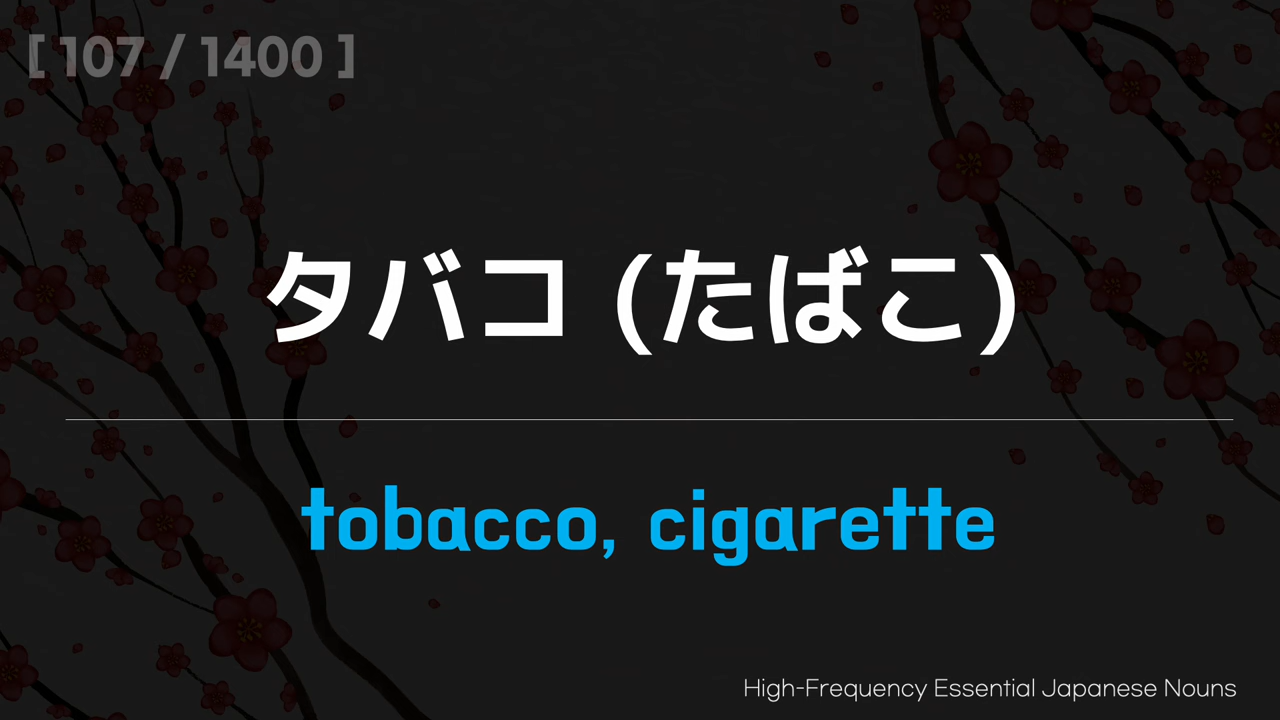 [ 107 / 1400 ]
タバコ (たばこ)
tobacco, cigarette
High-Frequency Essential Japanese Nouns